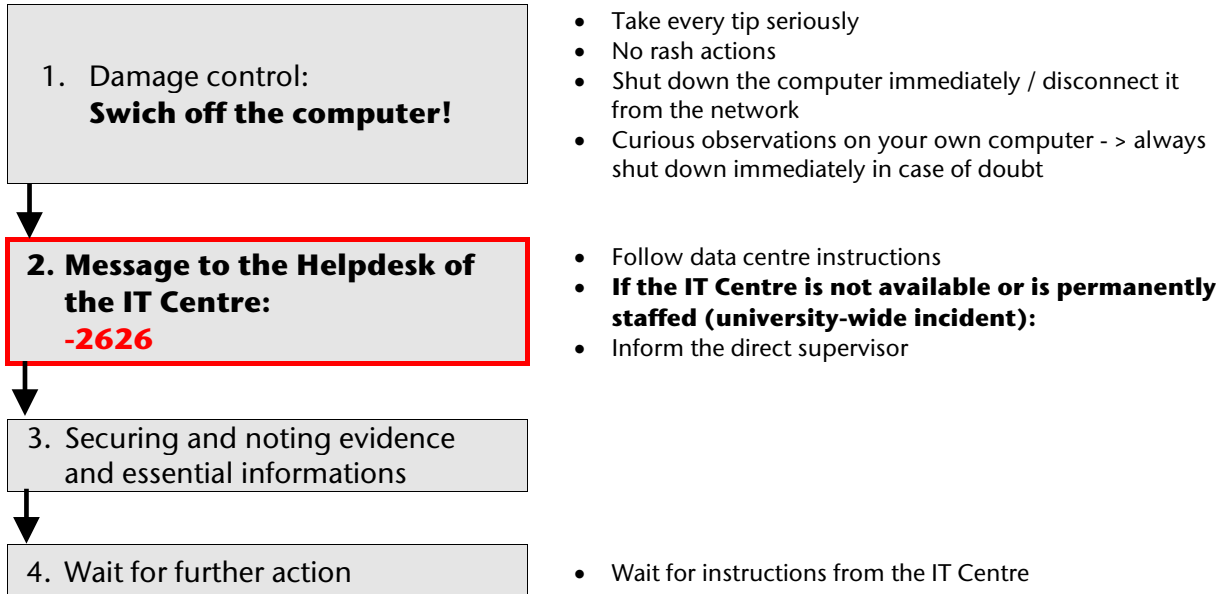 1. Damage control:
Swich off the computer!
• Take every tip seriously
• No rash actions
• Shut down the computer immediately / disconnect it
from the network
• Curious observations on your own computer - > always
shut down immediately in case of doubt
2. Message to the Helpdesk of
the IT Centre:
-2626
• Follow data centre instructions
• If the IT Centre is not available or is permanently
staffed (university-wide incident):
• Inform the direct supervisor
3. Securing and noting evidence
and essential informations
4. Wait for further action
• Wait for instructions from the IT Centre